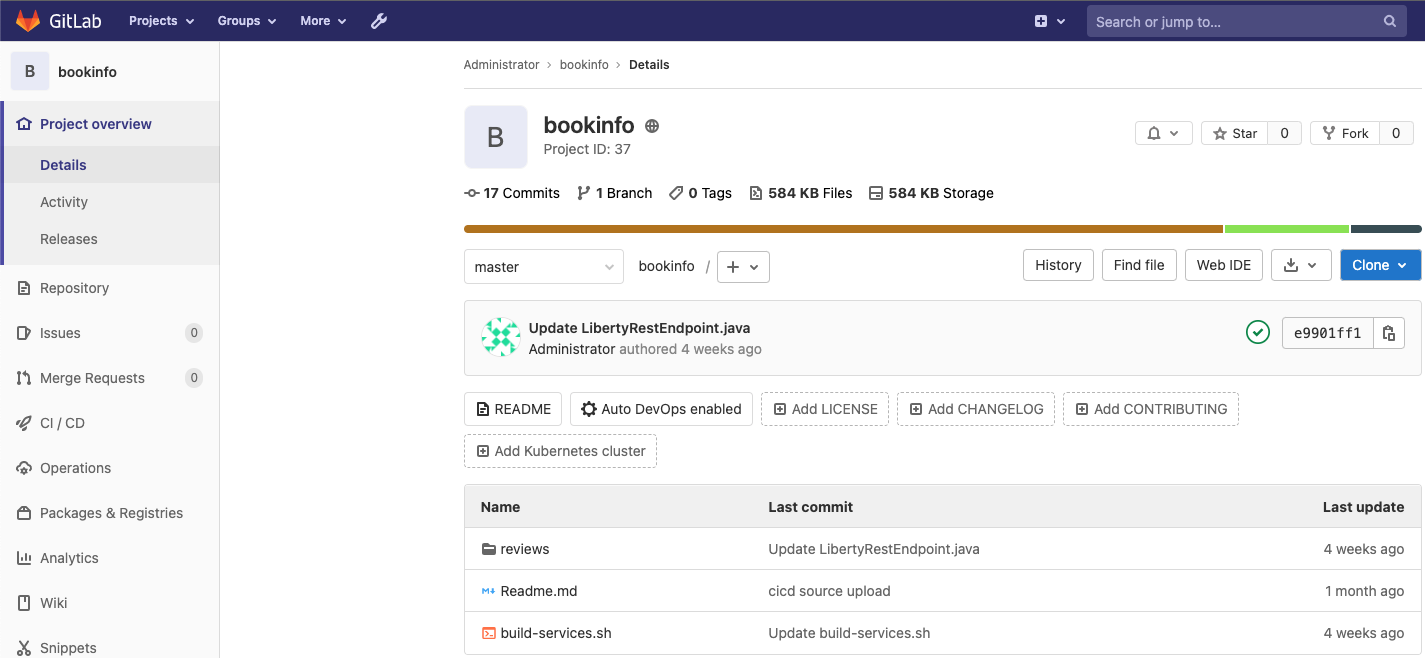 GitLab Projects Groups More Search or jump to...
B bookinfo
Project overview
Details
Activity
Releases
Repository
Issues 0
Merge Requests 0
CI / CD
Operations
Packages & Registries
Analytics
Wiki
Snippets
Administrator › bookinfo › Details
B
bookinfo
Project ID: 37
Star 0 Fork 0
17 Commits 1 Branch 0 Tags 584 KB Files 584 KB Storage
master bookinfo / + History Find file Web IDE Clone
Update LibertyRestEndpoint.java
Administrator authored 4 weeks ago
e9901ff1
README Auto DevOps enabled Add LICENSE Add CHANGELOG Add CONTRIBUTING
Add Kubernetes cluster
Name Last commit Last update
reviews Update LibertyRestEndpoint.java 4 weeks ago
Readme.md cicd source upload 1 month ago
build-services.sh Update build-services.sh 4 weeks ago